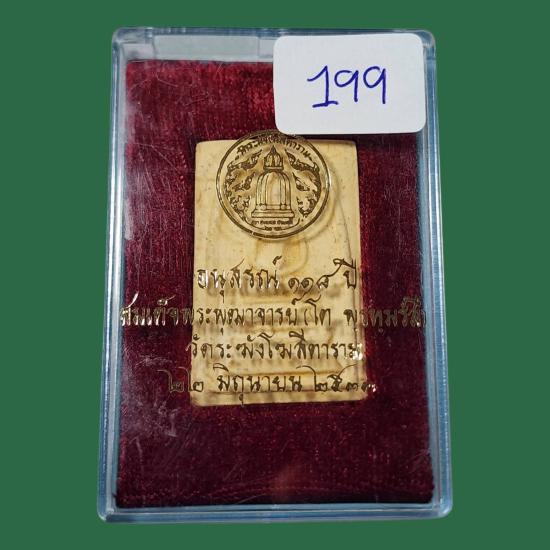 199
อนุสรณ์ ๑๑๘ ปี
สมเด็จพระพุฒาจารย์ (โต พฺรหฺมรํสี)
วัดระฆังโฆสิตาราม
๒๒ มิถุนายน ๒๕๓๓